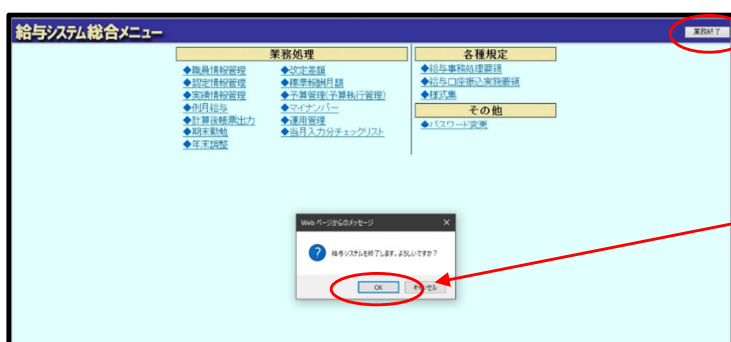 給与システム総合メニュー
業務終了
業務処理
◆職員情報管理
◆認定情報管理
◆実績情報管理
◆例月給与
◆計算後帳票出力
◆期末勤勉
◆年末調整
◆改定差額
◆標準報酬月額
◆予算管理(予算執行管理)
◆マイナンバー
◆運用管理
◆当月入力分チェックリスト
各種規定
◆給与事務処理要領
◆給与口座振込実施要領
◆様式集
その他
◆パスワード変更
Web ページからのメッセージ
給与システムを終了します。よろしいですか?
OK
キャンセル